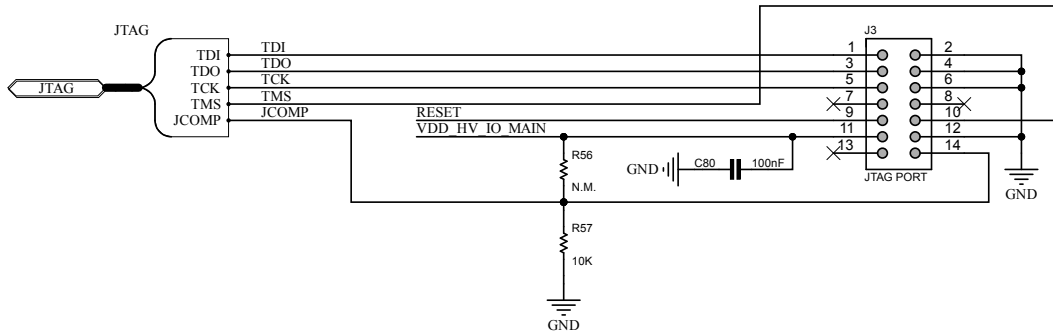 JTAG
J3
TDI TDI 1 2
TDO TDO 3 4
JTAG TCK TCK 5 6
TMS TMS 7 8
JCOMP JCOMP RESET 9 10
VDD_HV_IO_MAIN 11 12
13 14
R56 GND C80 100nF
N.M. JTAG PORT
GND
R57
10K
GND